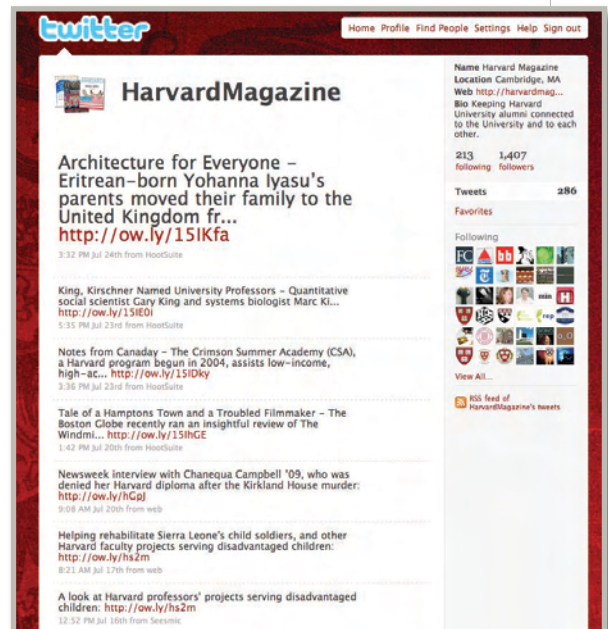 twitter
Home Profile Find People Settings Help Sign out
HarvardMagazine
Architecture for Everyone –
Eritrean-born Yohanna Iyasu's
parents moved their family to the
United Kingdom fr...
http://ow.ly/15IKfa
3:32 PM Jul 24th from HootSuite
King, Kirschner Named University Professors – Quantitative
social scientist Gary King and systems biologist Marc Ki...
http://ow.ly/15IE0i
5:35 PM Jul 23rd from HootSuite
Notes from Canaday – The Crimson Summer Academy (CSA),
a Harvard program begun in 2004, assists low-income,
high-ac... http://ow.ly/15IDky
3:36 PM Jul 23rd from HootSuite
Tale of a Hamptons Town and a Troubled Filmmaker – The
Boston Globe recently ran an insightful review of The
Windmi... http://ow.ly/15IhGE
1:42 PM Jul 20th from HootSuite
Newsweek interview with Chanequa Campbell '09, who was
denied her Harvard diploma after the Kirkland House murder:
http://ow.ly/hGpJ
9:08 AM Jul 20th from web
Helping rehabilitate Sierra Leone's child soldiers, and other
Harvard faculty projects serving disadvantaged children:
http://ow.ly/hs2m
8:21 AM Jul 17th from web
A look at Harvard professors' projects serving disadvantaged
children: http://ow.ly/hs2m
12:52 PM Jul 16th from Seesmic
Name Harvard Magazine
Location Cambridge, MA
Web http://harvardmag...
Bio Keeping Harvard
University alumni connected
to the University and to each
other.
213 1,407
following followers
Tweets 286
Favorites
Following
FC bb
T
min H
rep
o_O
View All...
RSS feed of
HarvardMagazine's tweets